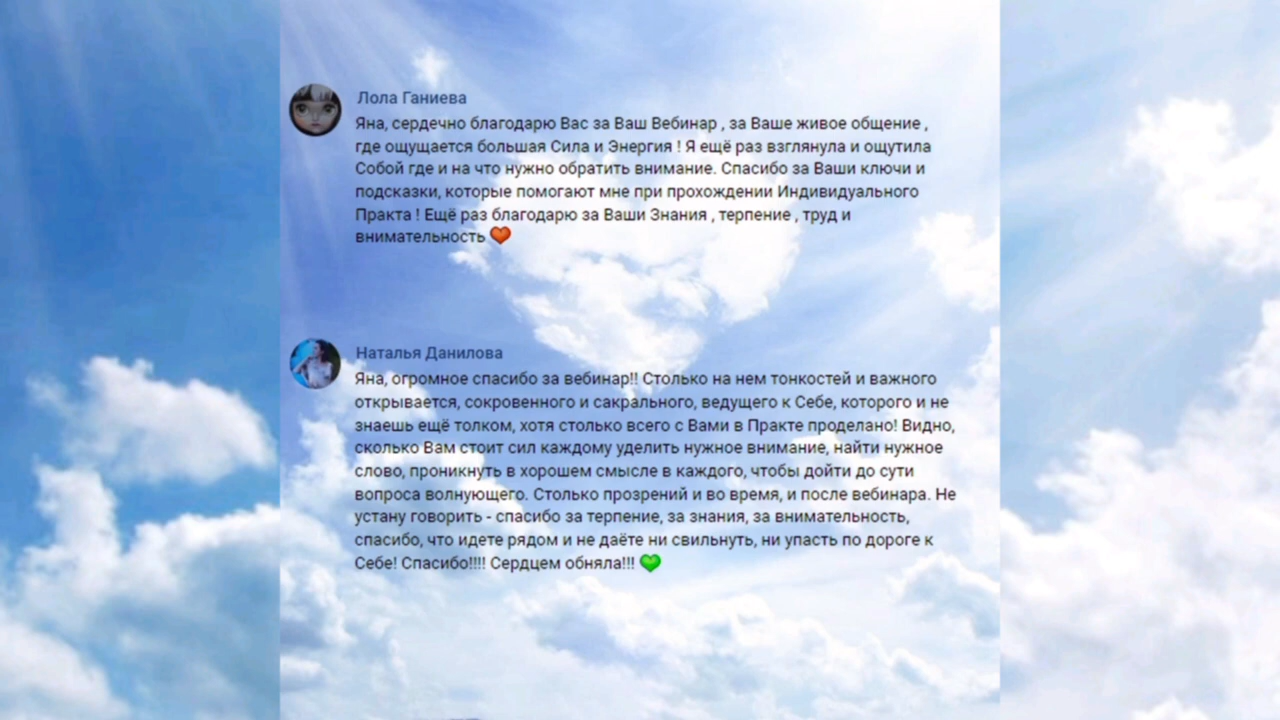 Лола Ганиева
Яна, сердечно благодарю Вас за Ваш Вебинар , за Ваше живое общение ,
где ощущается большая Сила и Энергия ! Я ещё раз взглянула и ощутила
Собой где и на что нужно обратить внимание. Спасибо за Ваши ключи и
подсказки, которые помогают мне при прохождении Индивидуального
Практа ! Ещё раз благодарю за Ваши Знания , терпение , труд и
внимательность 🧡
Наталья Данилова
Яна, огромное спасибо за вебинар!! Столько на нем тонкостей и важного
открывается, сокровенного и сакрального, ведущего к Себе, которого и не
знаешь ещё толком, хотя столько всего с Вами в Практе проделано! Видно,
сколько Вам стоит сил каждому уделить нужное внимание, найти нужное
слово, проникнуть в хорошем смысле в каждого, чтобы дойти до сути
вопроса волнующего. Столько прозрений и во время, и после вебинара. Не
устану говорить - спасибо за терпение, за знания, за внимательность,
спасибо, что идете рядом и не даёте ни свильнуть, ни упасть по дороге к
Себе! Спасибо!!!! Сердцем обняла!!! 💚